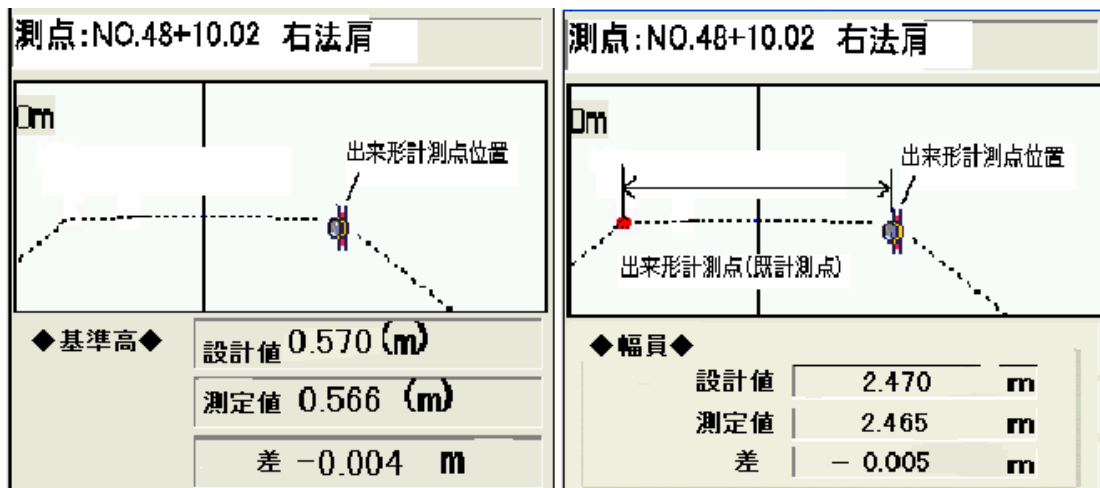 測点:NO.48+10.02 右法肩
0m
出来形計測点位置
◆基準高◆
設計値 0.570 (m)
測定値 0.566 (m)
差 -0.004 m
測点:NO.48+10.02 右法肩
0m
出来形計測点位置
出来形計測点(既計測点)
◆幅員◆
設計値 2.470 m
測定値 2.465 m
差 - 0.005 m